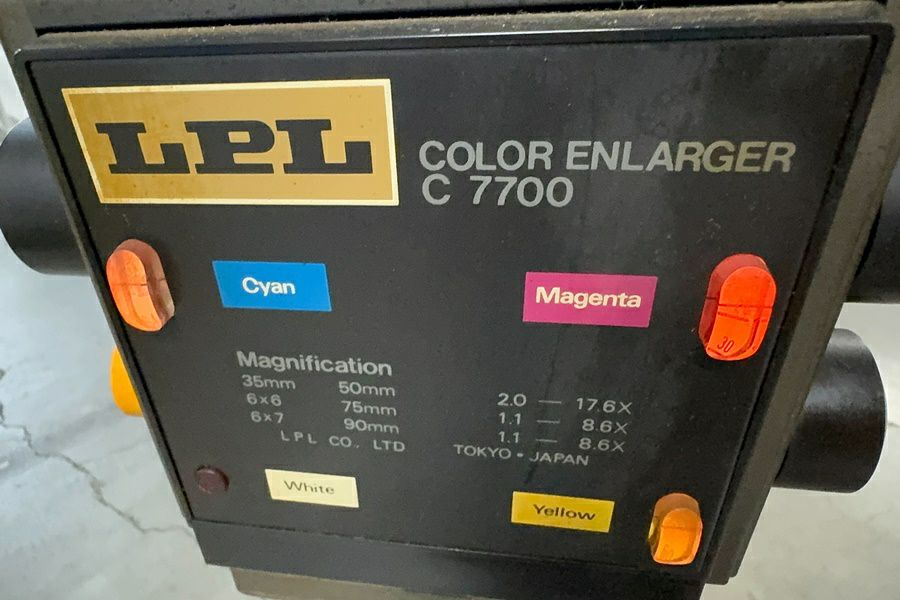 LPL
COLOR ENLARGER
C 7700
Cyan
Magenta
30
Magnification
35mm 50mm 2.0 — 17.6X
6×6 75mm 1.1 — 8.6X
6×7 90mm 1.1 — 8.6X
LPL CO., LTD TOKYO • JAPAN
White
Yellow